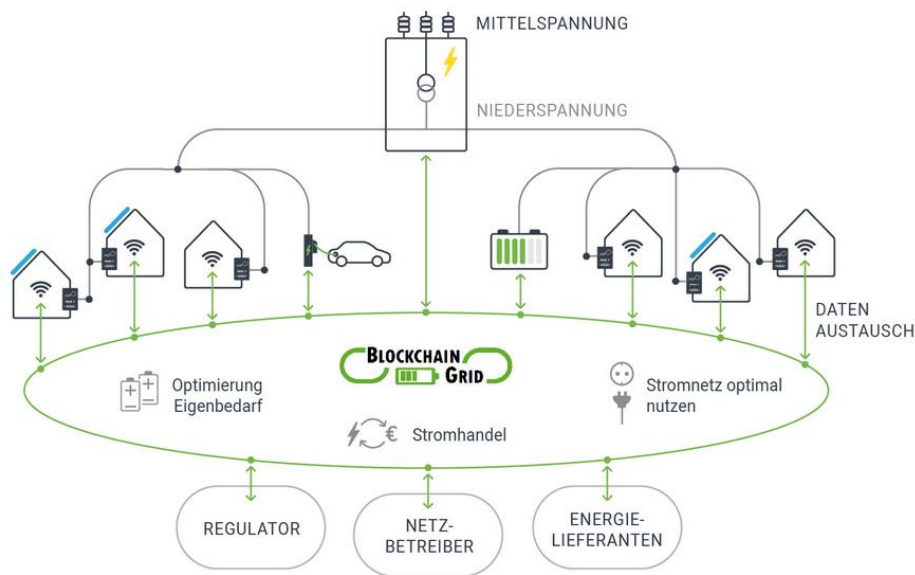 MITTELSPANNUNG
NIEDERSPANNUNG
DATEN
AUSTAUSCH
BLOCKCHAIN
GRID
Optimierung
Eigenbedarf
Stromnetz optimal
nutzen
€ Stromhandel
REGULATOR
NETZ-
BETREIBER
ENERGIE-
LIEFERANTEN